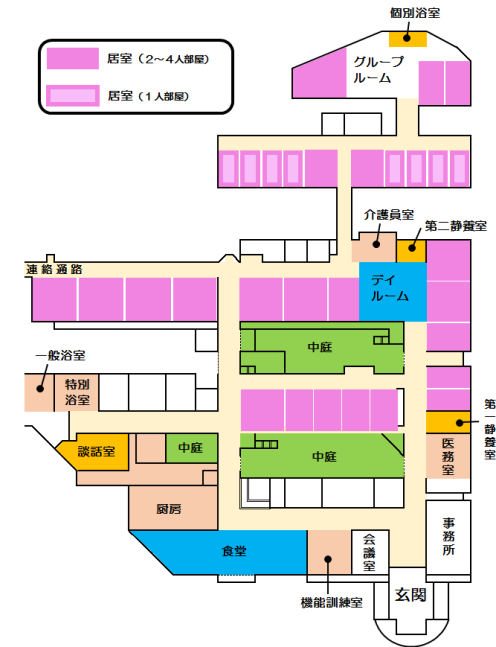 個別浴室
居室（２～４人部屋）
居室（１人部屋）
グループ
ルーム
介護員室
第二静養室
連絡通路
デイ
ルーム
中庭
一般浴室
特別
浴室
第一静養室
談話室
中庭
中庭
医務室
厨房
食堂
会議室
事務所
機能訓練室
玄関